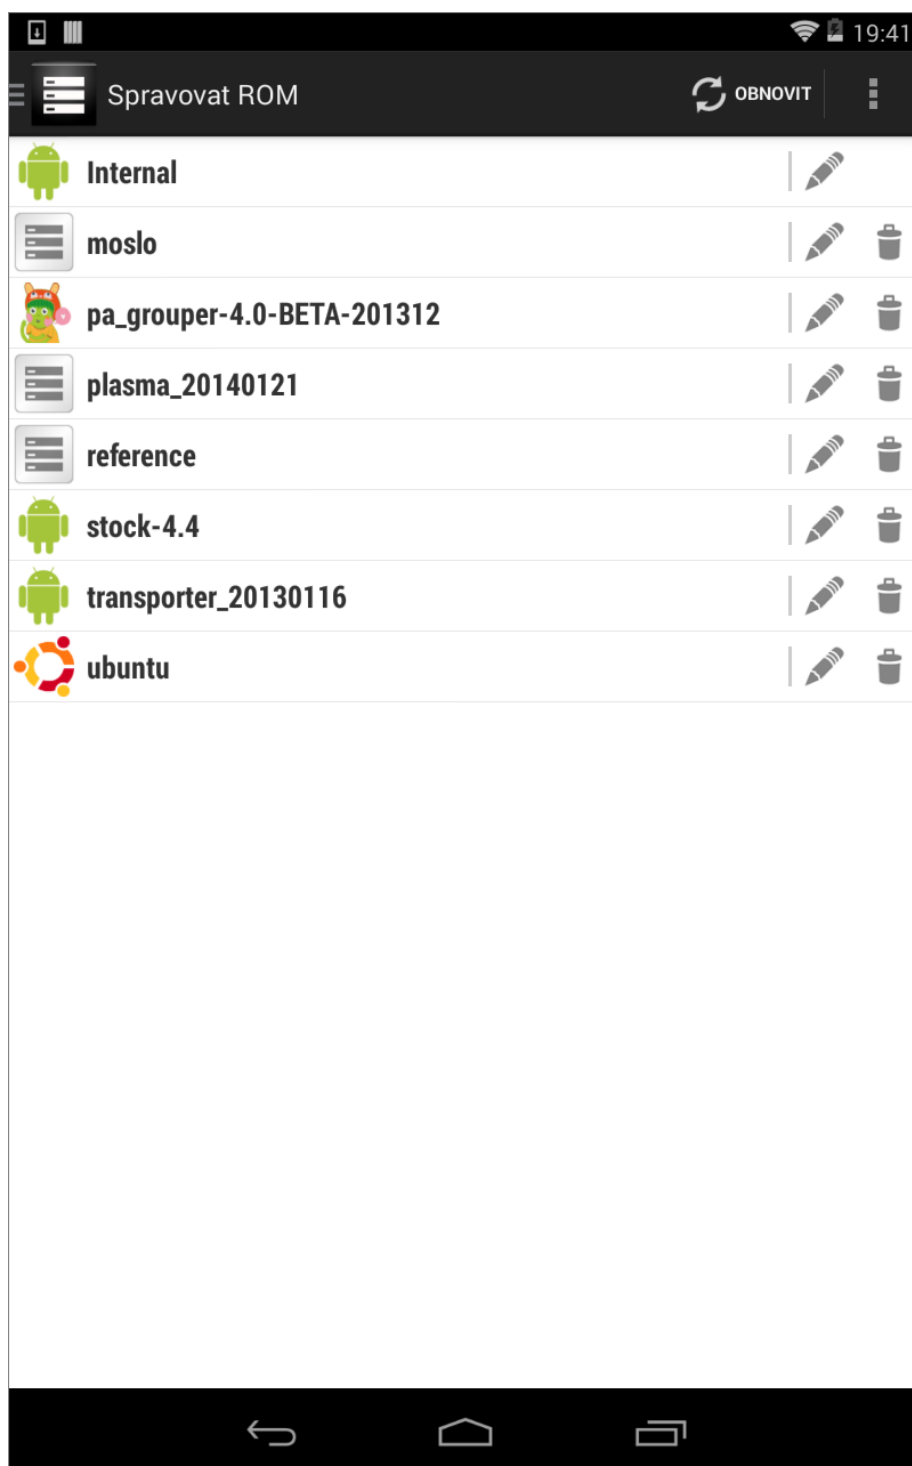 19:41
Spravovat ROM OBNOVIT
Internal
moslo
pa_grouper-4.0-BETA-201312
plasma_20140121
reference
stock-4.4
transporter_20130116
ubuntu